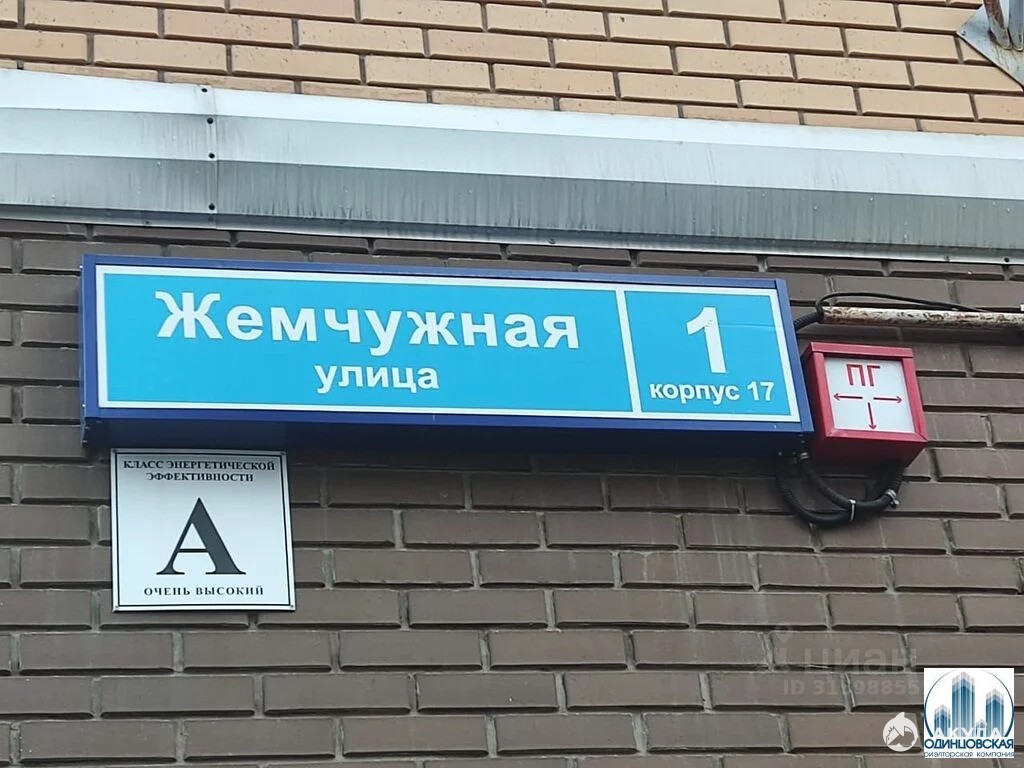 Жемчужная
улица
1
корпус 17
ПГ
КЛАСС ЭНЕРГЕТИЧЕСКОЙ
ЭФФЕКТИВНОСТИ
А
ОЧЕНЬ ВЫСОКИЙ
циан
ОДИНЦОВСКАЯ
риэлторская компания